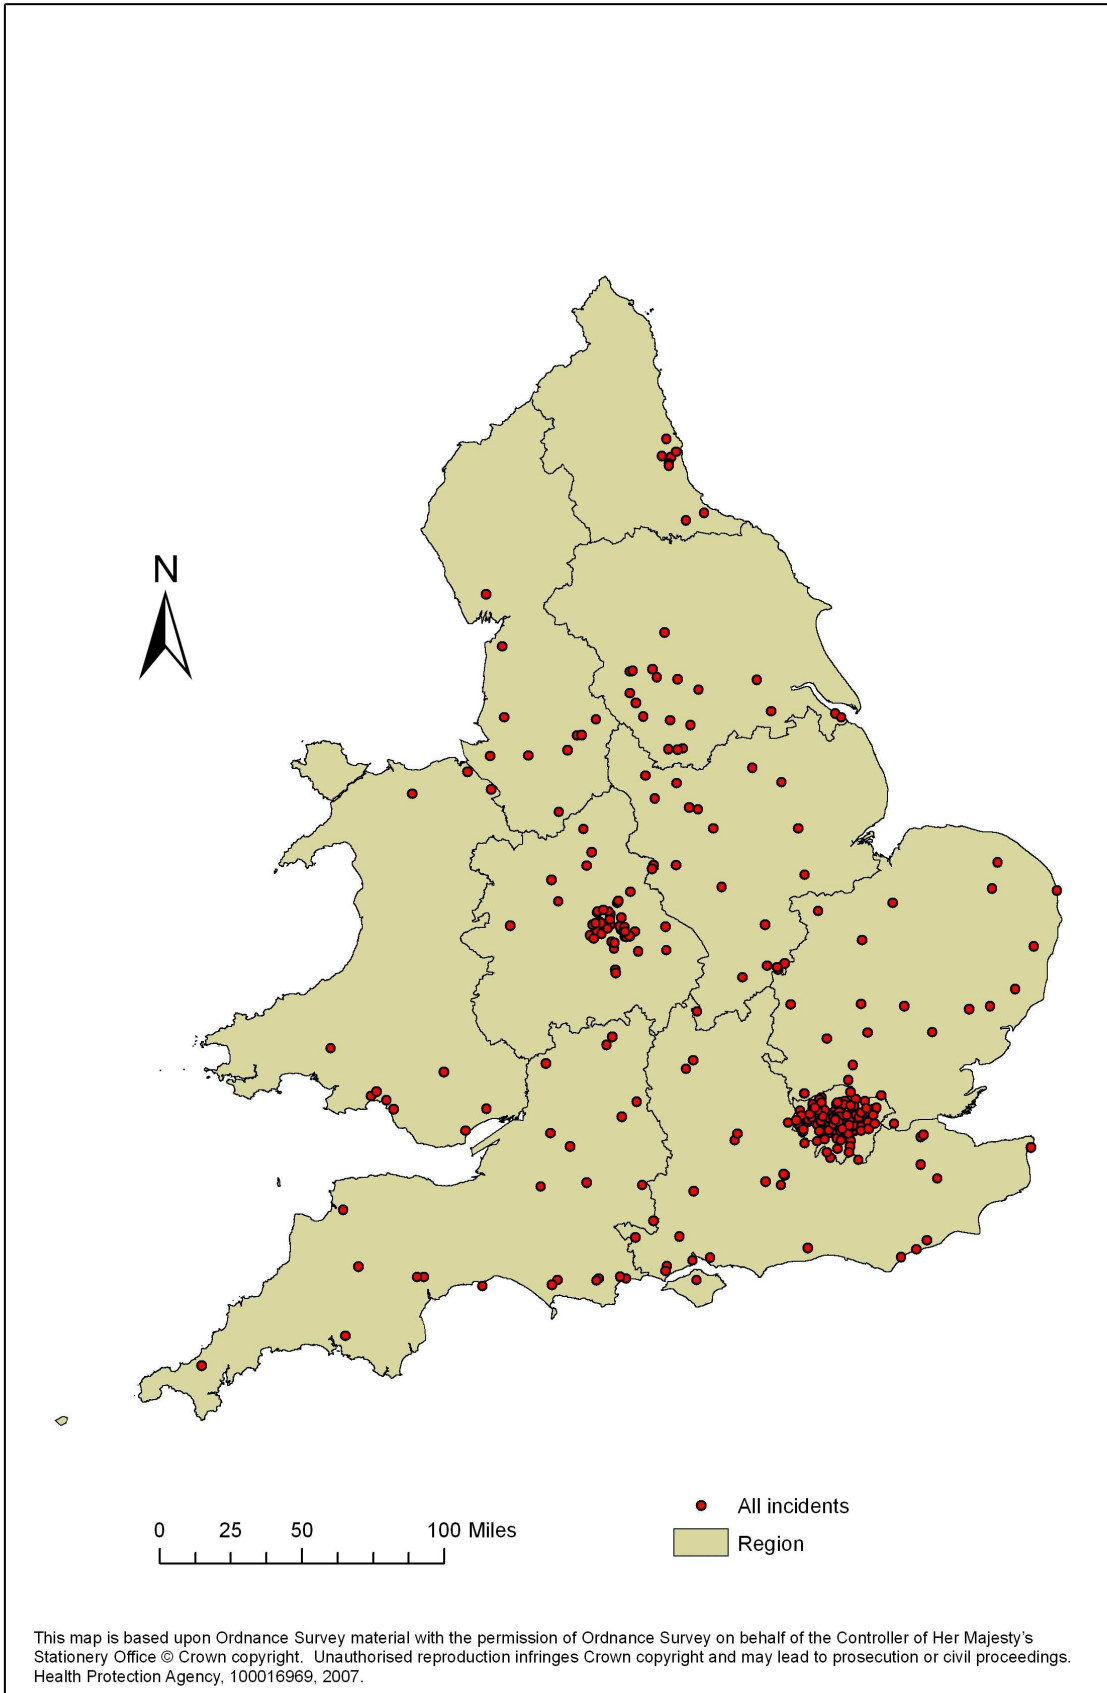 N
0 25 50 100 Miles
All incidents
Region
This map is based upon Ordnance Survey material with the permission of Ordnance Survey on behalf of the Controller of Her Majesty's
Stationery Office © Crown copyright. Unauthorised reproduction infringes Crown copyright and may lead to prosecution or civil proceedings.
Health Protection Agency, 100016969, 2007.